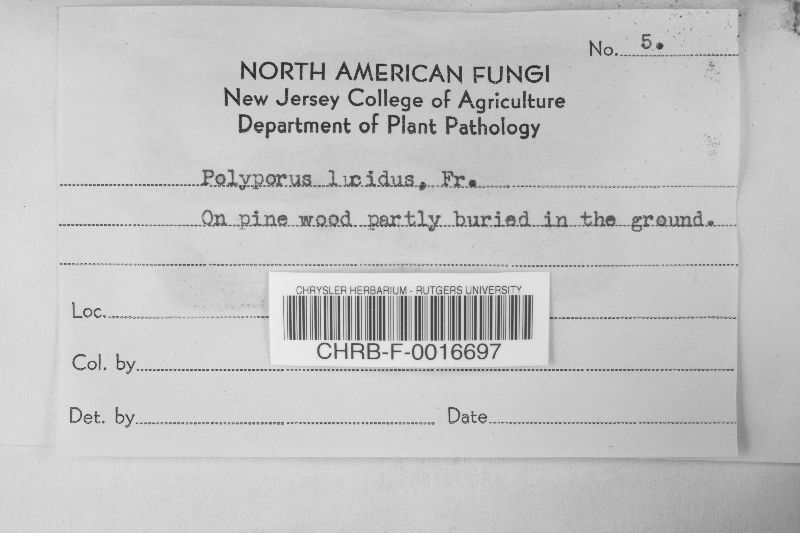 No. 5.
NORTH AMERICAN FUNGI
New Jersey College of Agriculture
Department of Plant Pathology
Polyporus lucidus, Fr.
On pine wood partly buried in the ground.
CHRYSLER HERBARIUM - RUTGERS UNIVERSITY
Loc.
CHRB-F-0016697
Col. by
Det. by Date